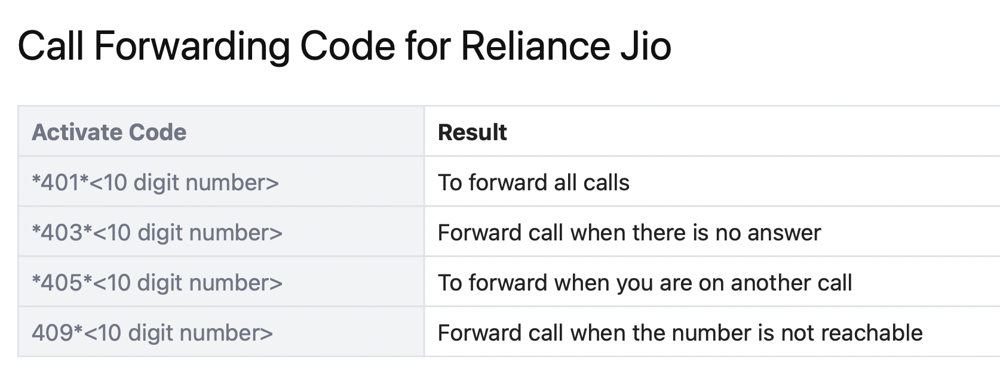 Call Forwarding Code for Reliance Jio
Activate Code Result
*401*<10 digit number> To forward all calls
*403*<10 digit number> Forward call when there is no answer
*405*<10 digit number> To forward when you are on another call
409*<10 digit number> Forward call when the number is not reachable